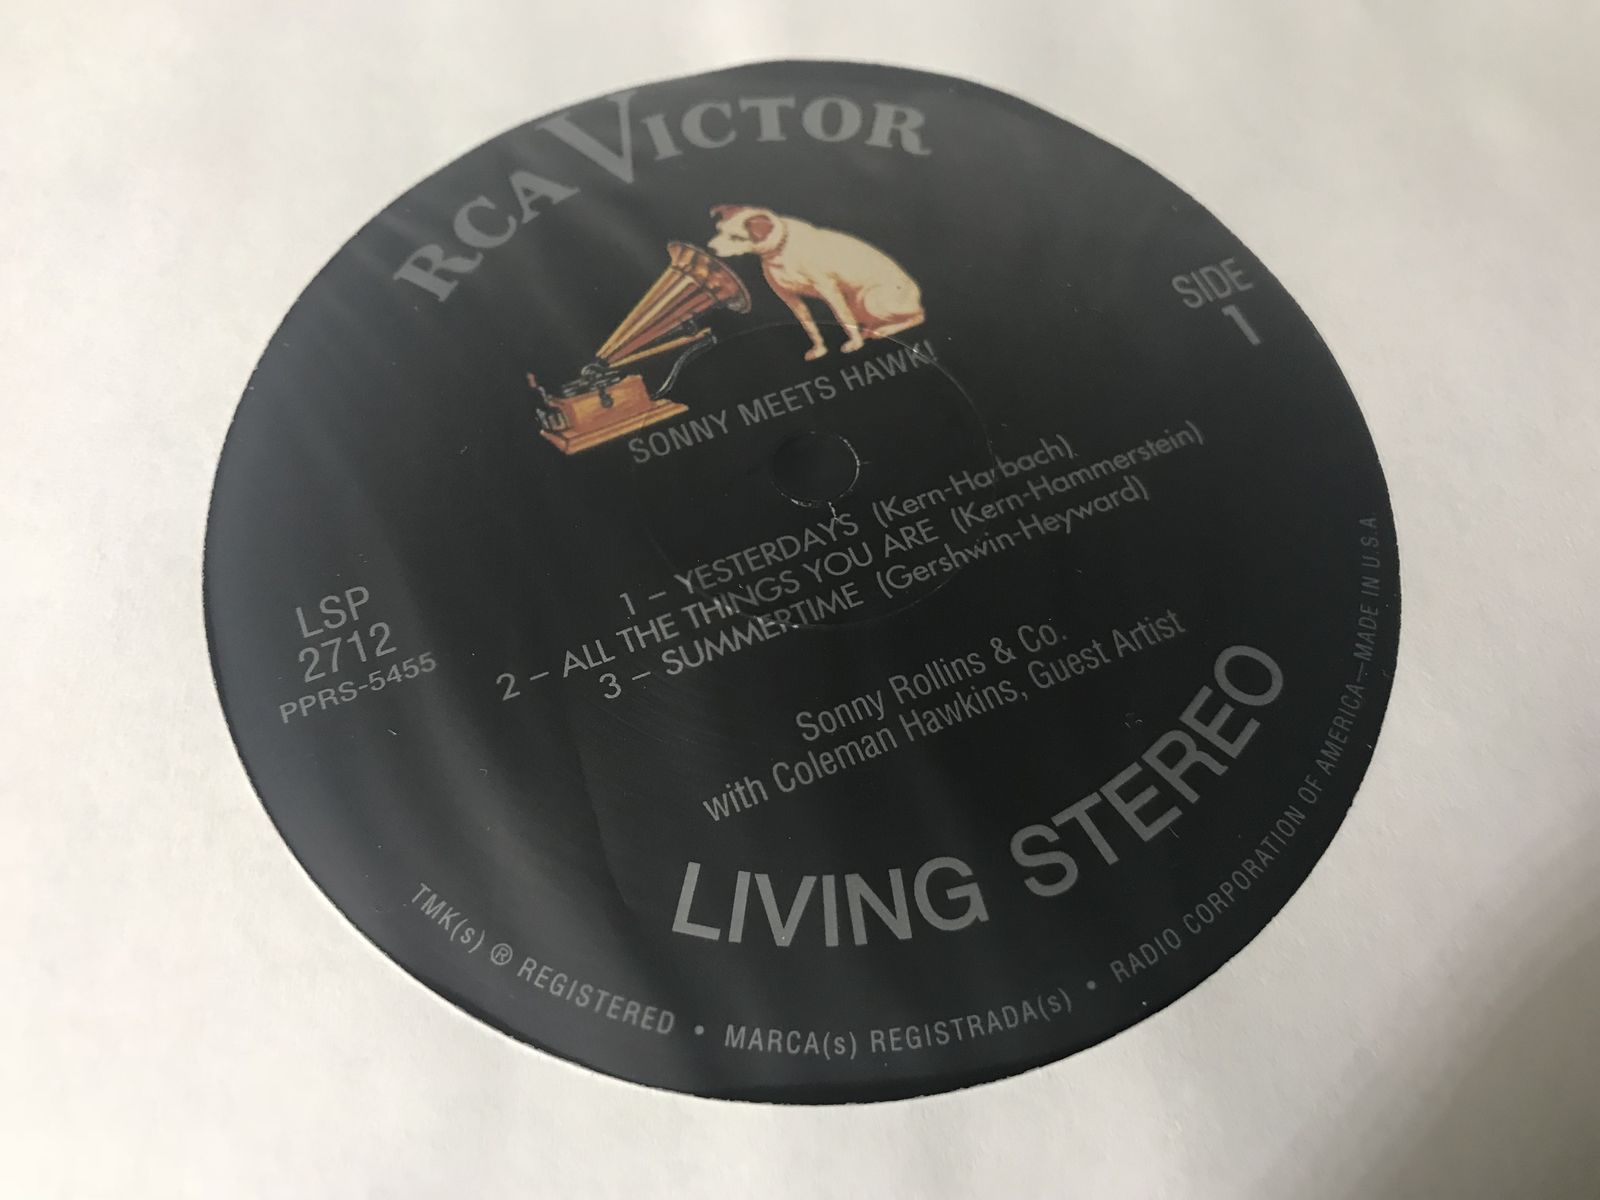 RCA VICTOR
SIDE
1
SONNY MEETS HAWK!
1 – YESTERDAYS (Kern-Harbach)
2 – ALL THE THINGS YOU ARE (Kern-Hammerstein)
3 – SUMMERTIME (Gershwin-Heyward)
LSP
2712
PPRS-5455
Sonny Rollins & Co.
with Coleman Hawkins, Guest Artist
LIVING STEREO
TMK(s) ® REGISTERED • MARCA(s) REGISTRADA(s) • RADIO CORPORATION OF AMERICA—MADE IN U.S.A